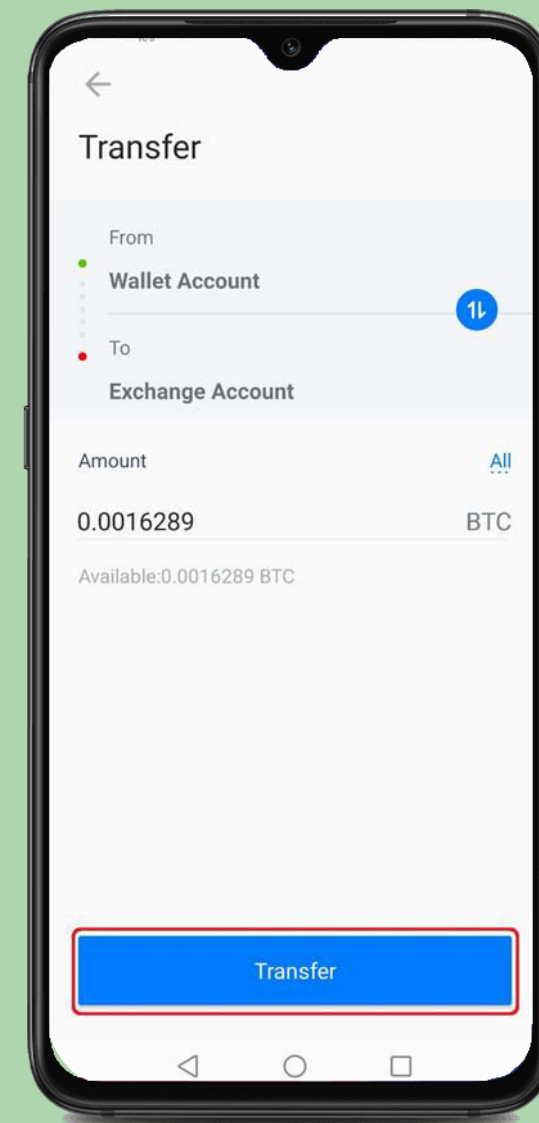 Transfer
From
Wallet Account
To
Exchange Account
Amount All
0.0016289 BTC
Available:0.0016289 BTC
Transfer